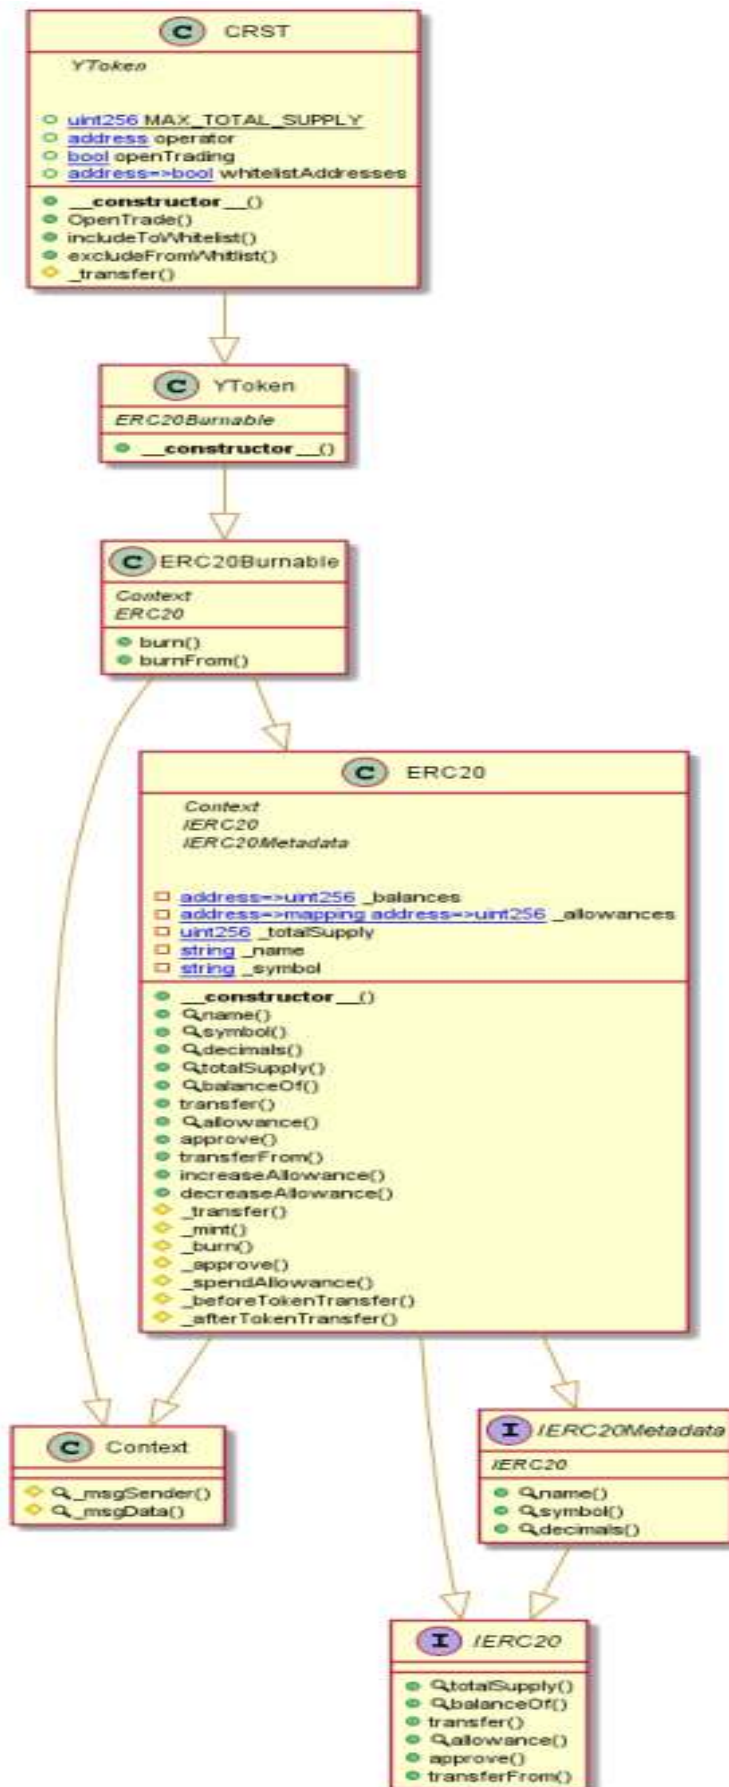 C CRST
YToken
uint256 MAX_TOTAL_SUPPLY
address operator
bool openTrading
address=>bool whitelistAddresses
__constructor__()
OpenTrade()
includeToWhitelist()
excludeFromWhitlist()
_transfer()
C YToken
ERC20Burnable
__constructor__()
C ERC20Burnable
Context
ERC20
burn()
burnFrom()
C ERC20
Context
IERC20
IERC20Metadata
address=>uint256 _balances
address=>mapping address=>uint256 _allowances
uint256 _totalSupply
string _name
string _symbol
__constructor__()
name()
symbol()
decimals()
totalSupply()
balanceOf()
transfer()
allowance()
approve()
transferFrom()
increaseAllowance()
decreaseAllowance()
_transfer()
_mint()
_burn()
_approve()
_spendAllowance()
_beforeTokenTransfer()
_afterTokenTransfer()
C Context
_msgSender()
_msgData()
I IERC20Metadata
IERC20
name()
symbol()
decimals()
I IERC20
totalSupply()
balanceOf()
transfer()
allowance()
approve()
transferFrom()